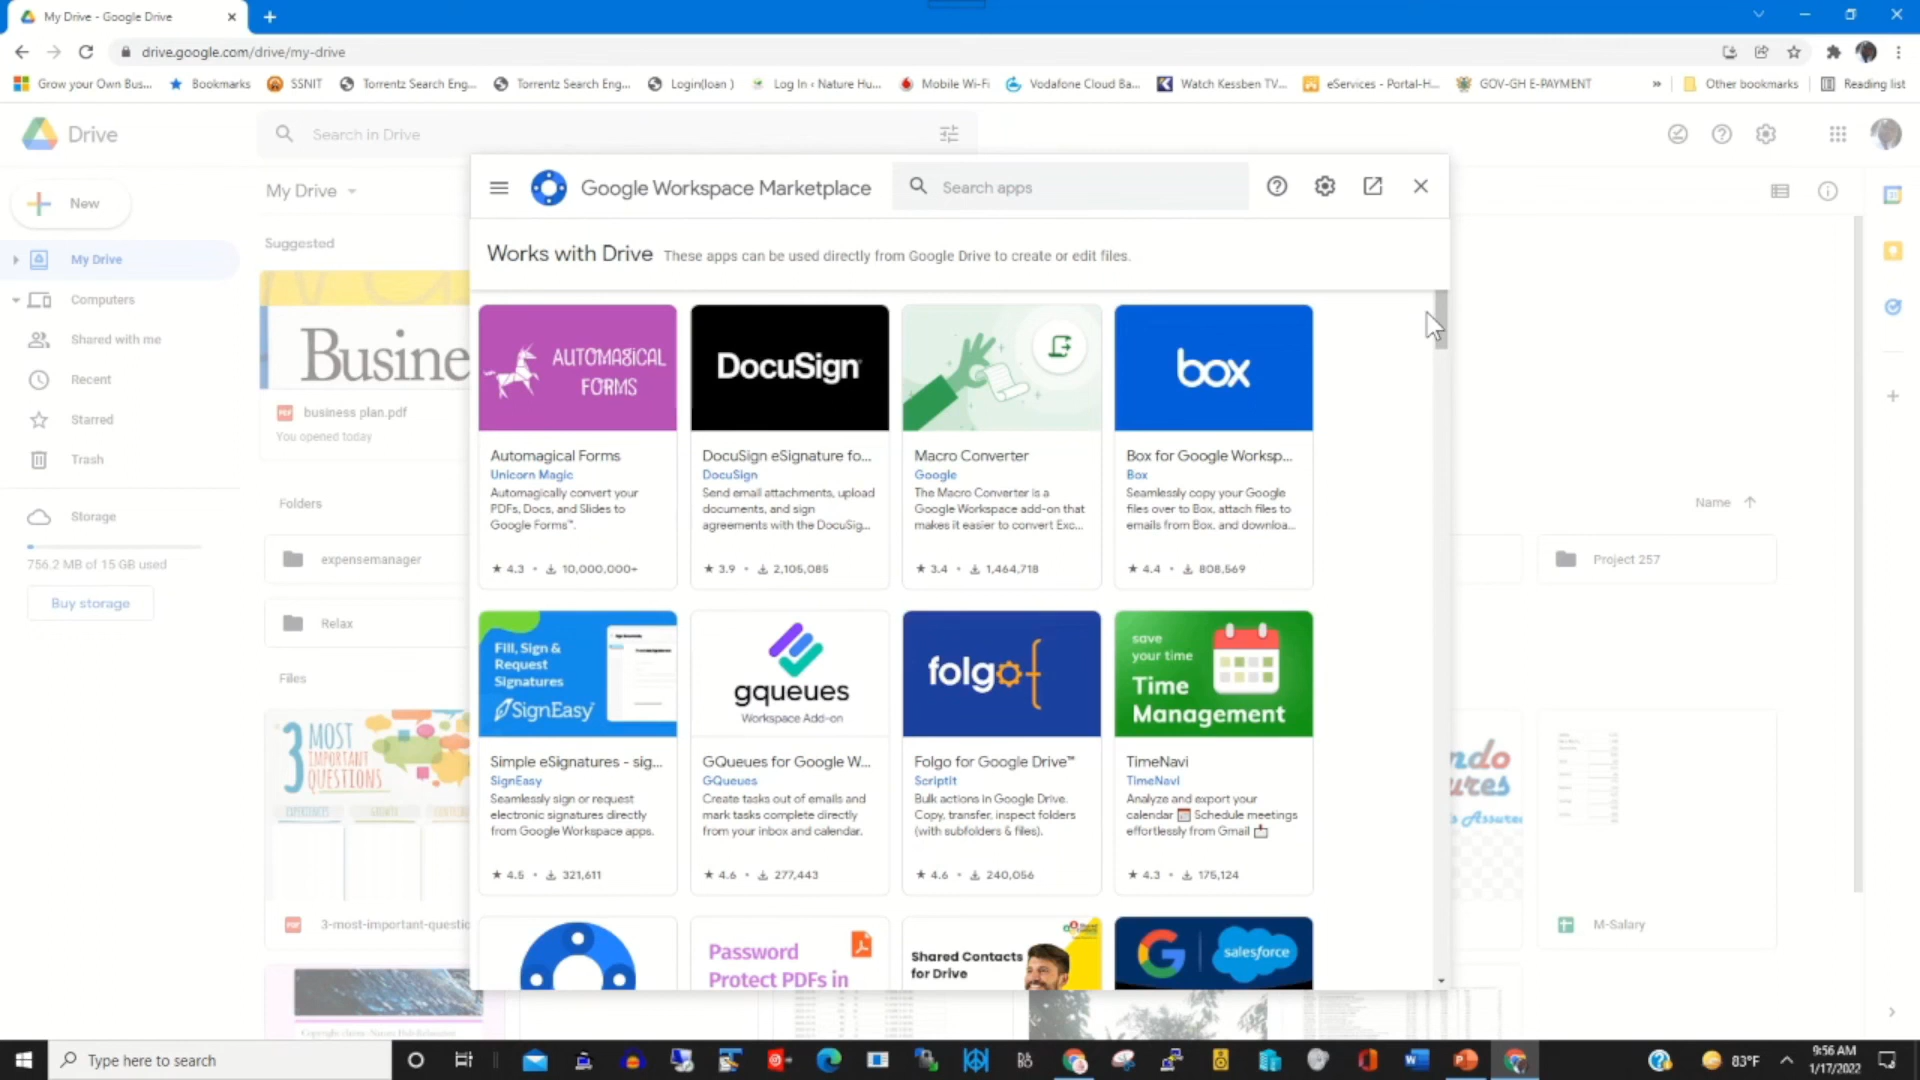 My Drive - Google Drive
drive.google.com/drive/my-drive
Grow your Own Bus...
Bookmarks
SSNIT
Torrentz Search Eng...
Torrentz Search Eng...
Login(loan )
Log In ‹ Nature Hu...
Mobile Wi-Fi
Vodafone Cloud Ba...
Watch Kessben TV...
eServices - Portal-H...
GOV-GH E-PAYMENT
»
Other bookmarks
Reading list
Drive
Search in Drive
New
My Drive
Computers
Shared with me
Recent
Starred
Trash
Storage
756.2 MB of 15 GB used
Buy storage
My Drive
Suggested
Busine
business plan.pdf
You opened today
Folders
Name
expensemanager
Project 257
Relax
Files
3 MOST
IMPORTANT
QUESTIONS
EXPERIENCES
GROWTH
3-most-important-questio
M-Salary
Google Workspace Marketplace
Search apps
Works with Drive These apps can be used directly from Google Drive to create or edit files.
AUTOMAGICAL
FORMS
Automagical Forms
Unicorn Magic
Automagically convert your
PDFs, Docs, and Slides to
Google Forms™.
4.3 • 10,000,000+
DocuSign
DocuSign eSignature fo...
DocuSign
Send email attachments, upload
documents, and sign
agreements with the DocuSig...
3.9 • 2,105,085
Macro Converter
Google
The Macro Converter is a
Google Workspace add-on that
makes it easier to convert Exc...
3.4 • 1,464,718
box
Box for Google Worksp...
Box
Seamlessly copy your Google
files over to Box, attach files to
emails from Box, and downloa...
4.4 • 808,569
Fill, Sign &
Request
Signatures
SignEasy
Simple eSignatures - sig...
SignEasy
Seamlessly sign or request
electronic signatures directly
from Google Workspace apps.
4.5 • 321,611
gqueues
Workspace Add-on
GQueues for Google W...
GQueues
Create tasks out of emails and
mark tasks complete directly
from your inbox and calendar.
4.6 • 277,443
folgo
Folgo for Google Drive™
Scriptit
Bulk actions in Google Drive.
Copy, transfer, inspect folders
(with subfolders & files).
4.6 • 240,056
save
your time
Time
Management
TimeNavi
TimeNavi
Analyze and export your
calendar Schedule meetings
effortlessly from Gmail
4.3 • 175,124
Password
Protect PDFs in
Shared Contacts
for Drive
G salesforce
Type here to search
83°F
9:56 AM
1/17/2022